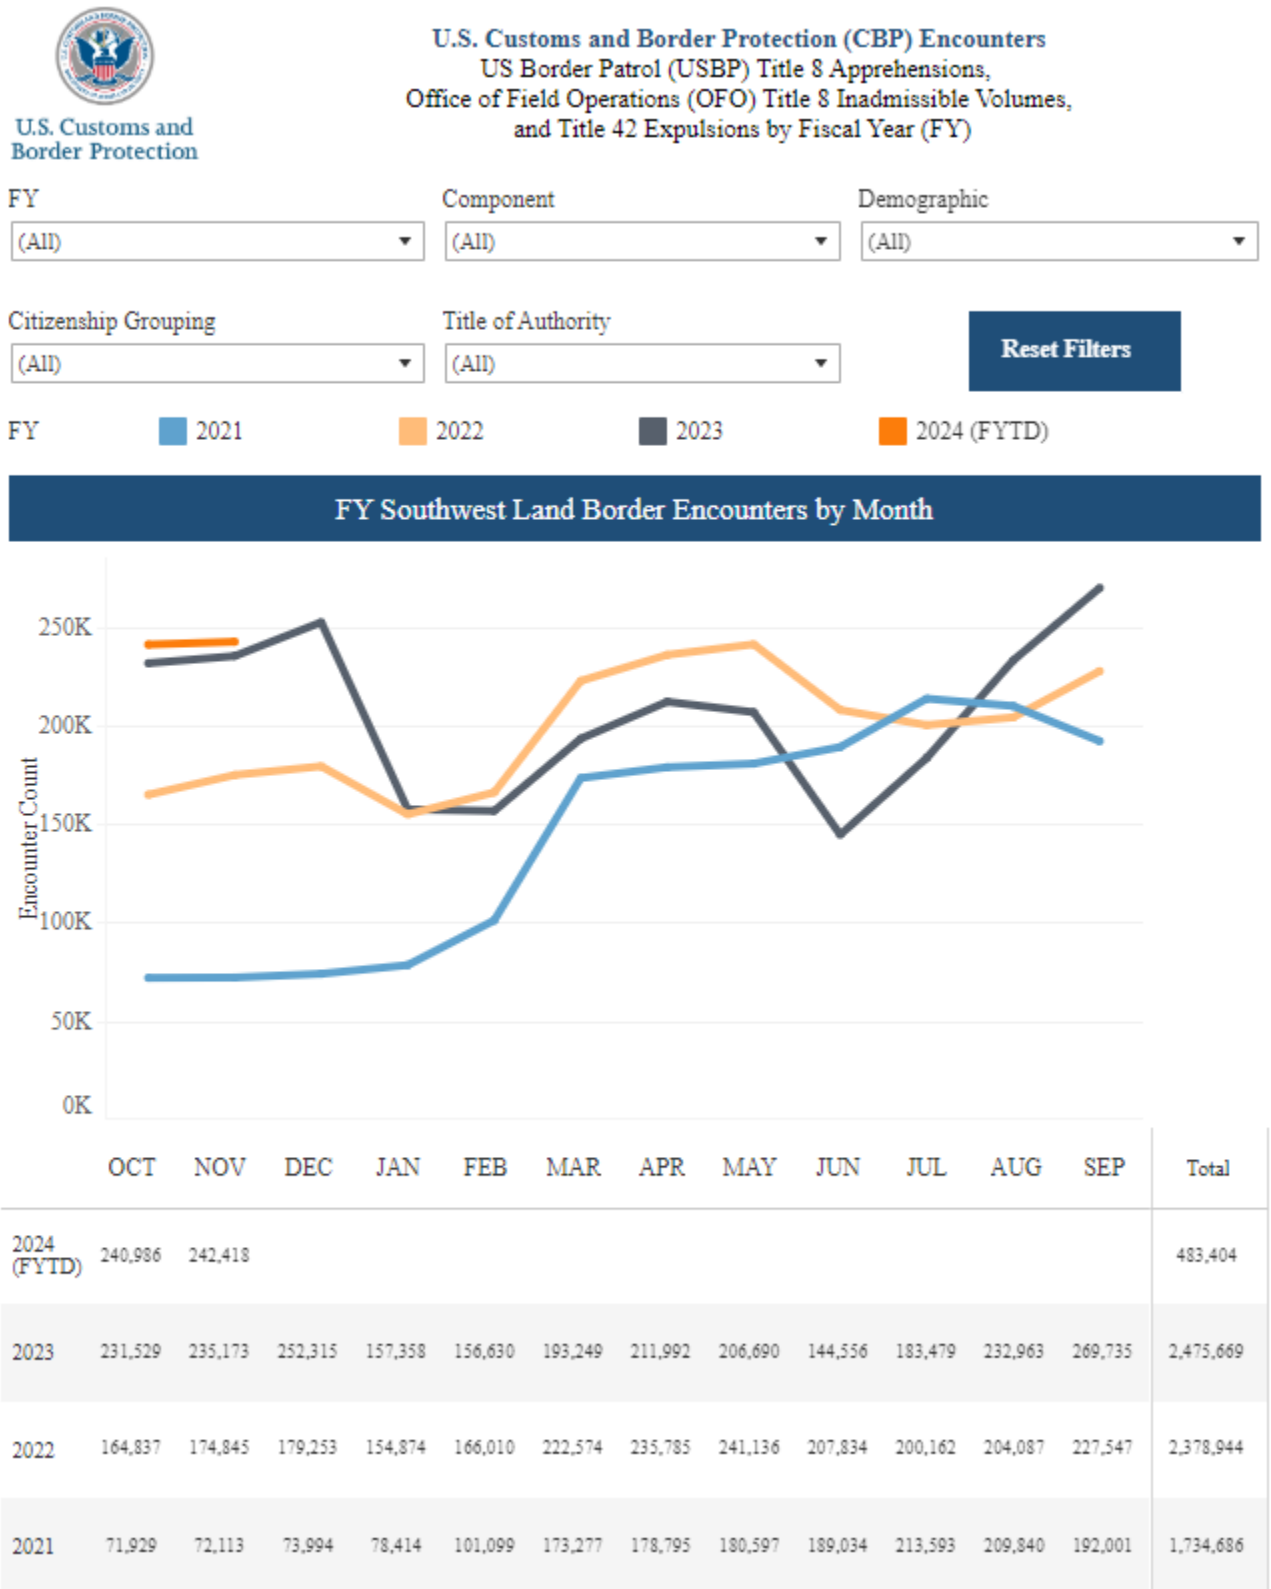 U.S. Customs and
Border Protection
U.S. Customs and Border Protection (CBP) Encounters
US Border Patrol (USBP) Title 8 Apprehensions,
Office of Field Operations (OFO) Title 8 Inadmissible Volumes,
and Title 42 Expulsions by Fiscal Year (FY)
FY
Component
Demographic
(All)
(All)
(All)
Citizenship Grouping
Title of Authority
(All)
(All)
Reset Filters
FY 2021 2022 2023 2024 (FYTD)
FY Southwest Land Border Encounters by Month
Encounter Count
250K
200K
150K
100K
50K
0K
OCT NOV DEC JAN FEB MAR APR MAY JUN JUL AUG SEP Total
2024 (FYTD) 240,986 242,418 483,404
2023 231,529 235,173 252,315 157,358 156,630 193,249 211,992 206,690 144,556 183,479 232,963 269,735 2,475,669
2022 164,837 174,845 179,253 154,874 166,010 222,574 235,785 241,136 207,834 200,162 204,087 227,547 2,378,944
2021 71,929 72,113 73,994 78,414 101,099 173,277 178,795 180,597 189,034 213,593 209,840 192,001 1,734,686